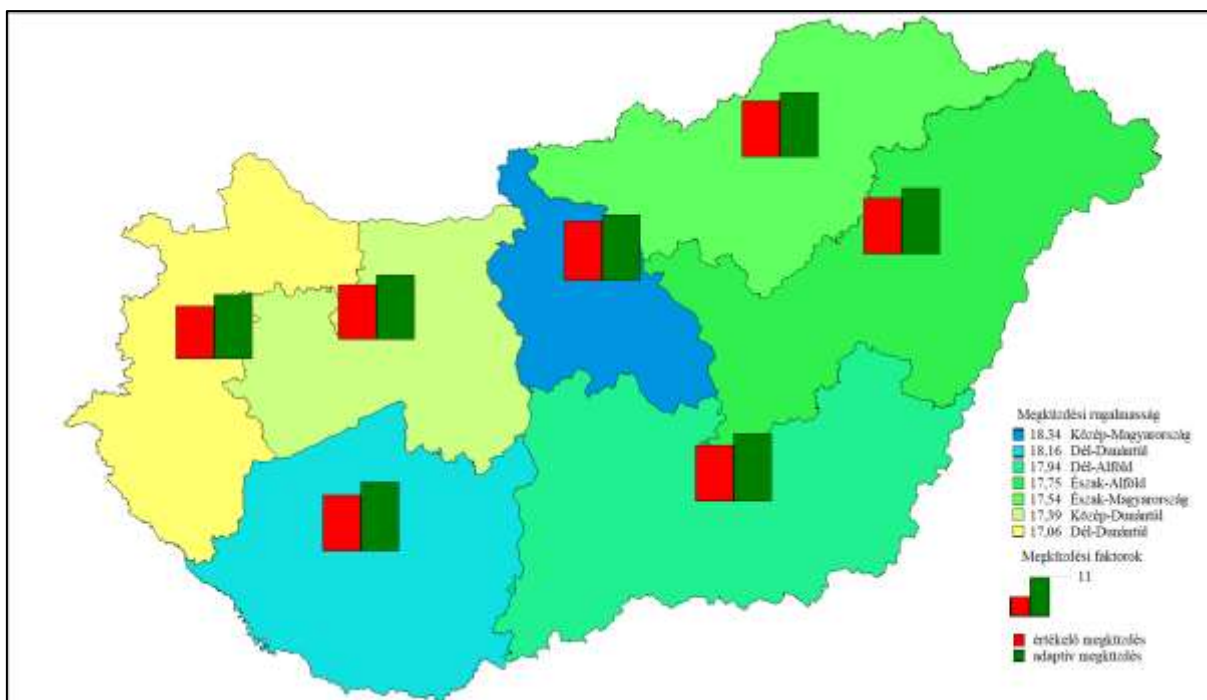 Megküzdési rugalmasság
18.34 Közép-Magyarország
18.16 Dél-Dunántúl
17.94 Dél-Alföld
17.75 Észak-Alföld
17.54 Észak-Magyarország
17.39 Közép-Dunántúl
17.06 Dél-Dunántúl
Megküzdési faktorok
11
értékelő megküzdés
adaptív megküzdés